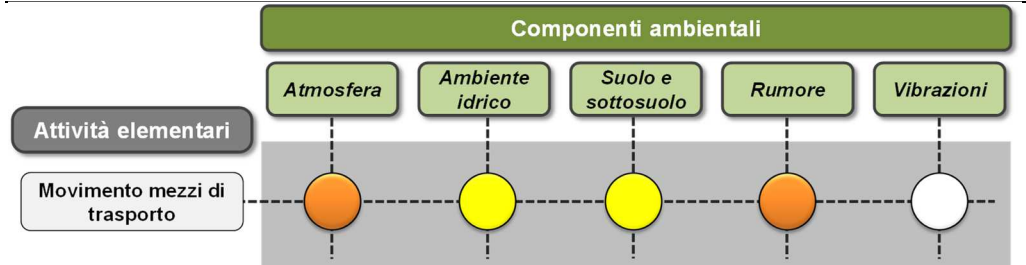 Componenti ambientali
Atmosfera
Ambiente
idrico
Suolo e
sottosuolo
Rumore
Vibrazioni
Attività elementari
Movimento mezzi di
trasporto